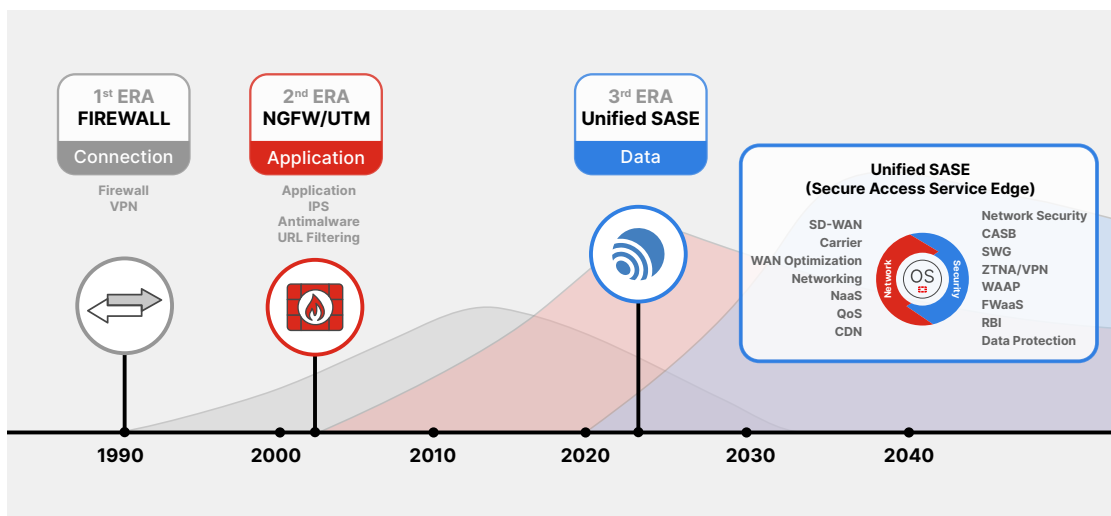 1st ERA
FIREWALL
Connection
Firewall
VPN
2nd ERA
NGFW/UTM
Application
Application
IPS
Antimalware
URL Filtering
3rd ERA
Unified SASE
Data
Unified SASE
(Secure Access Service Edge)
SD-WAN
Carrier
WAN Optimization
Networking
NaaS
QoS
CDN
Network
OS
Security
Network Security
CASB
SWG
ZTNA/VPN
WAAP
FWaaS
RBI
Data Protection
1990
2000
2010
2020
2030
2040